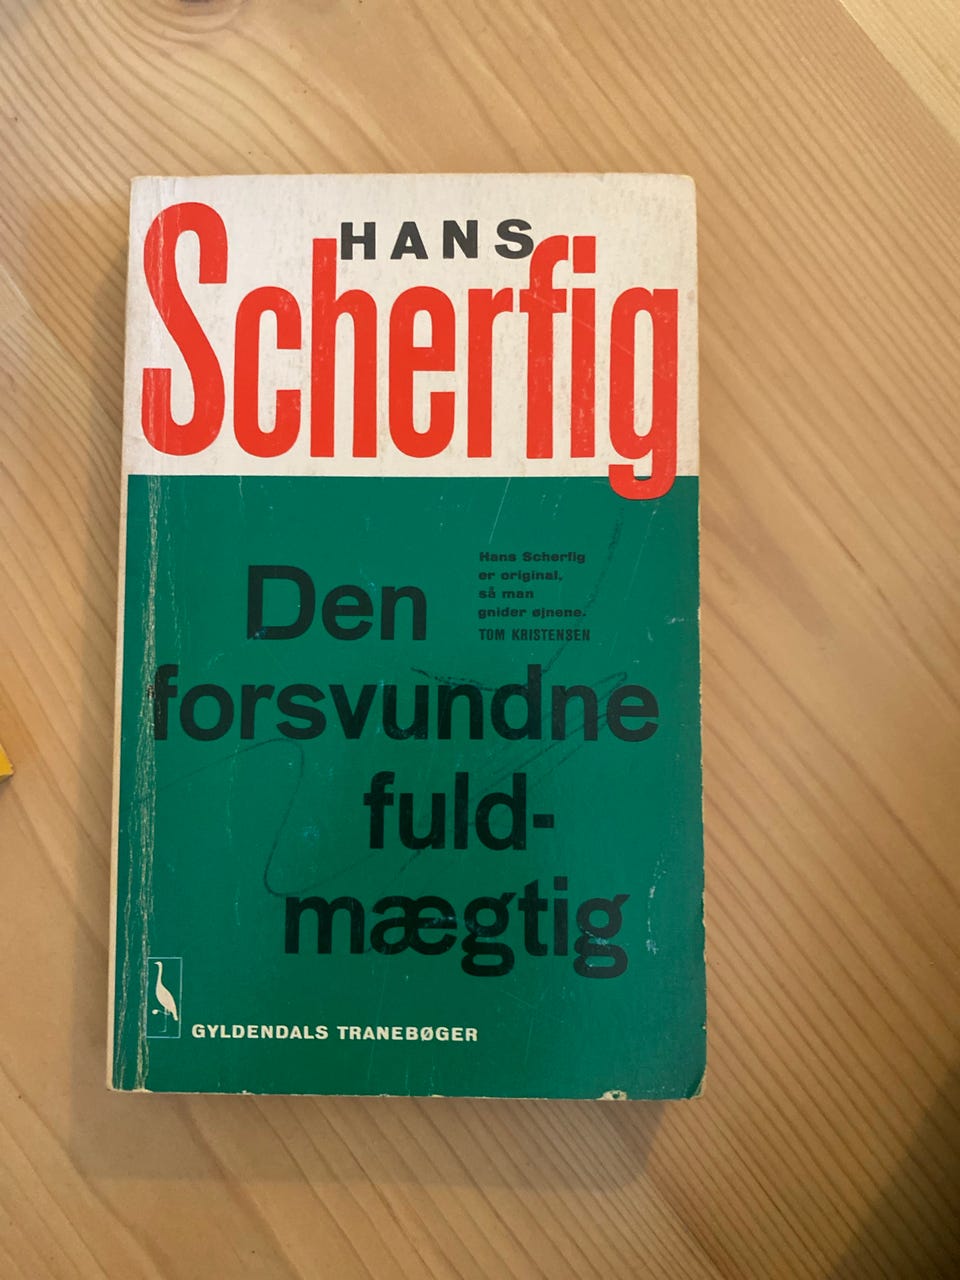 HANS
Scherfig
Hans Scherfig
er original,
så man
gnider øjnene.
TOM KRISTENSEN
Den
forsvundne
fuld-
mægtig
GYLDENDALS TRANEBØGER